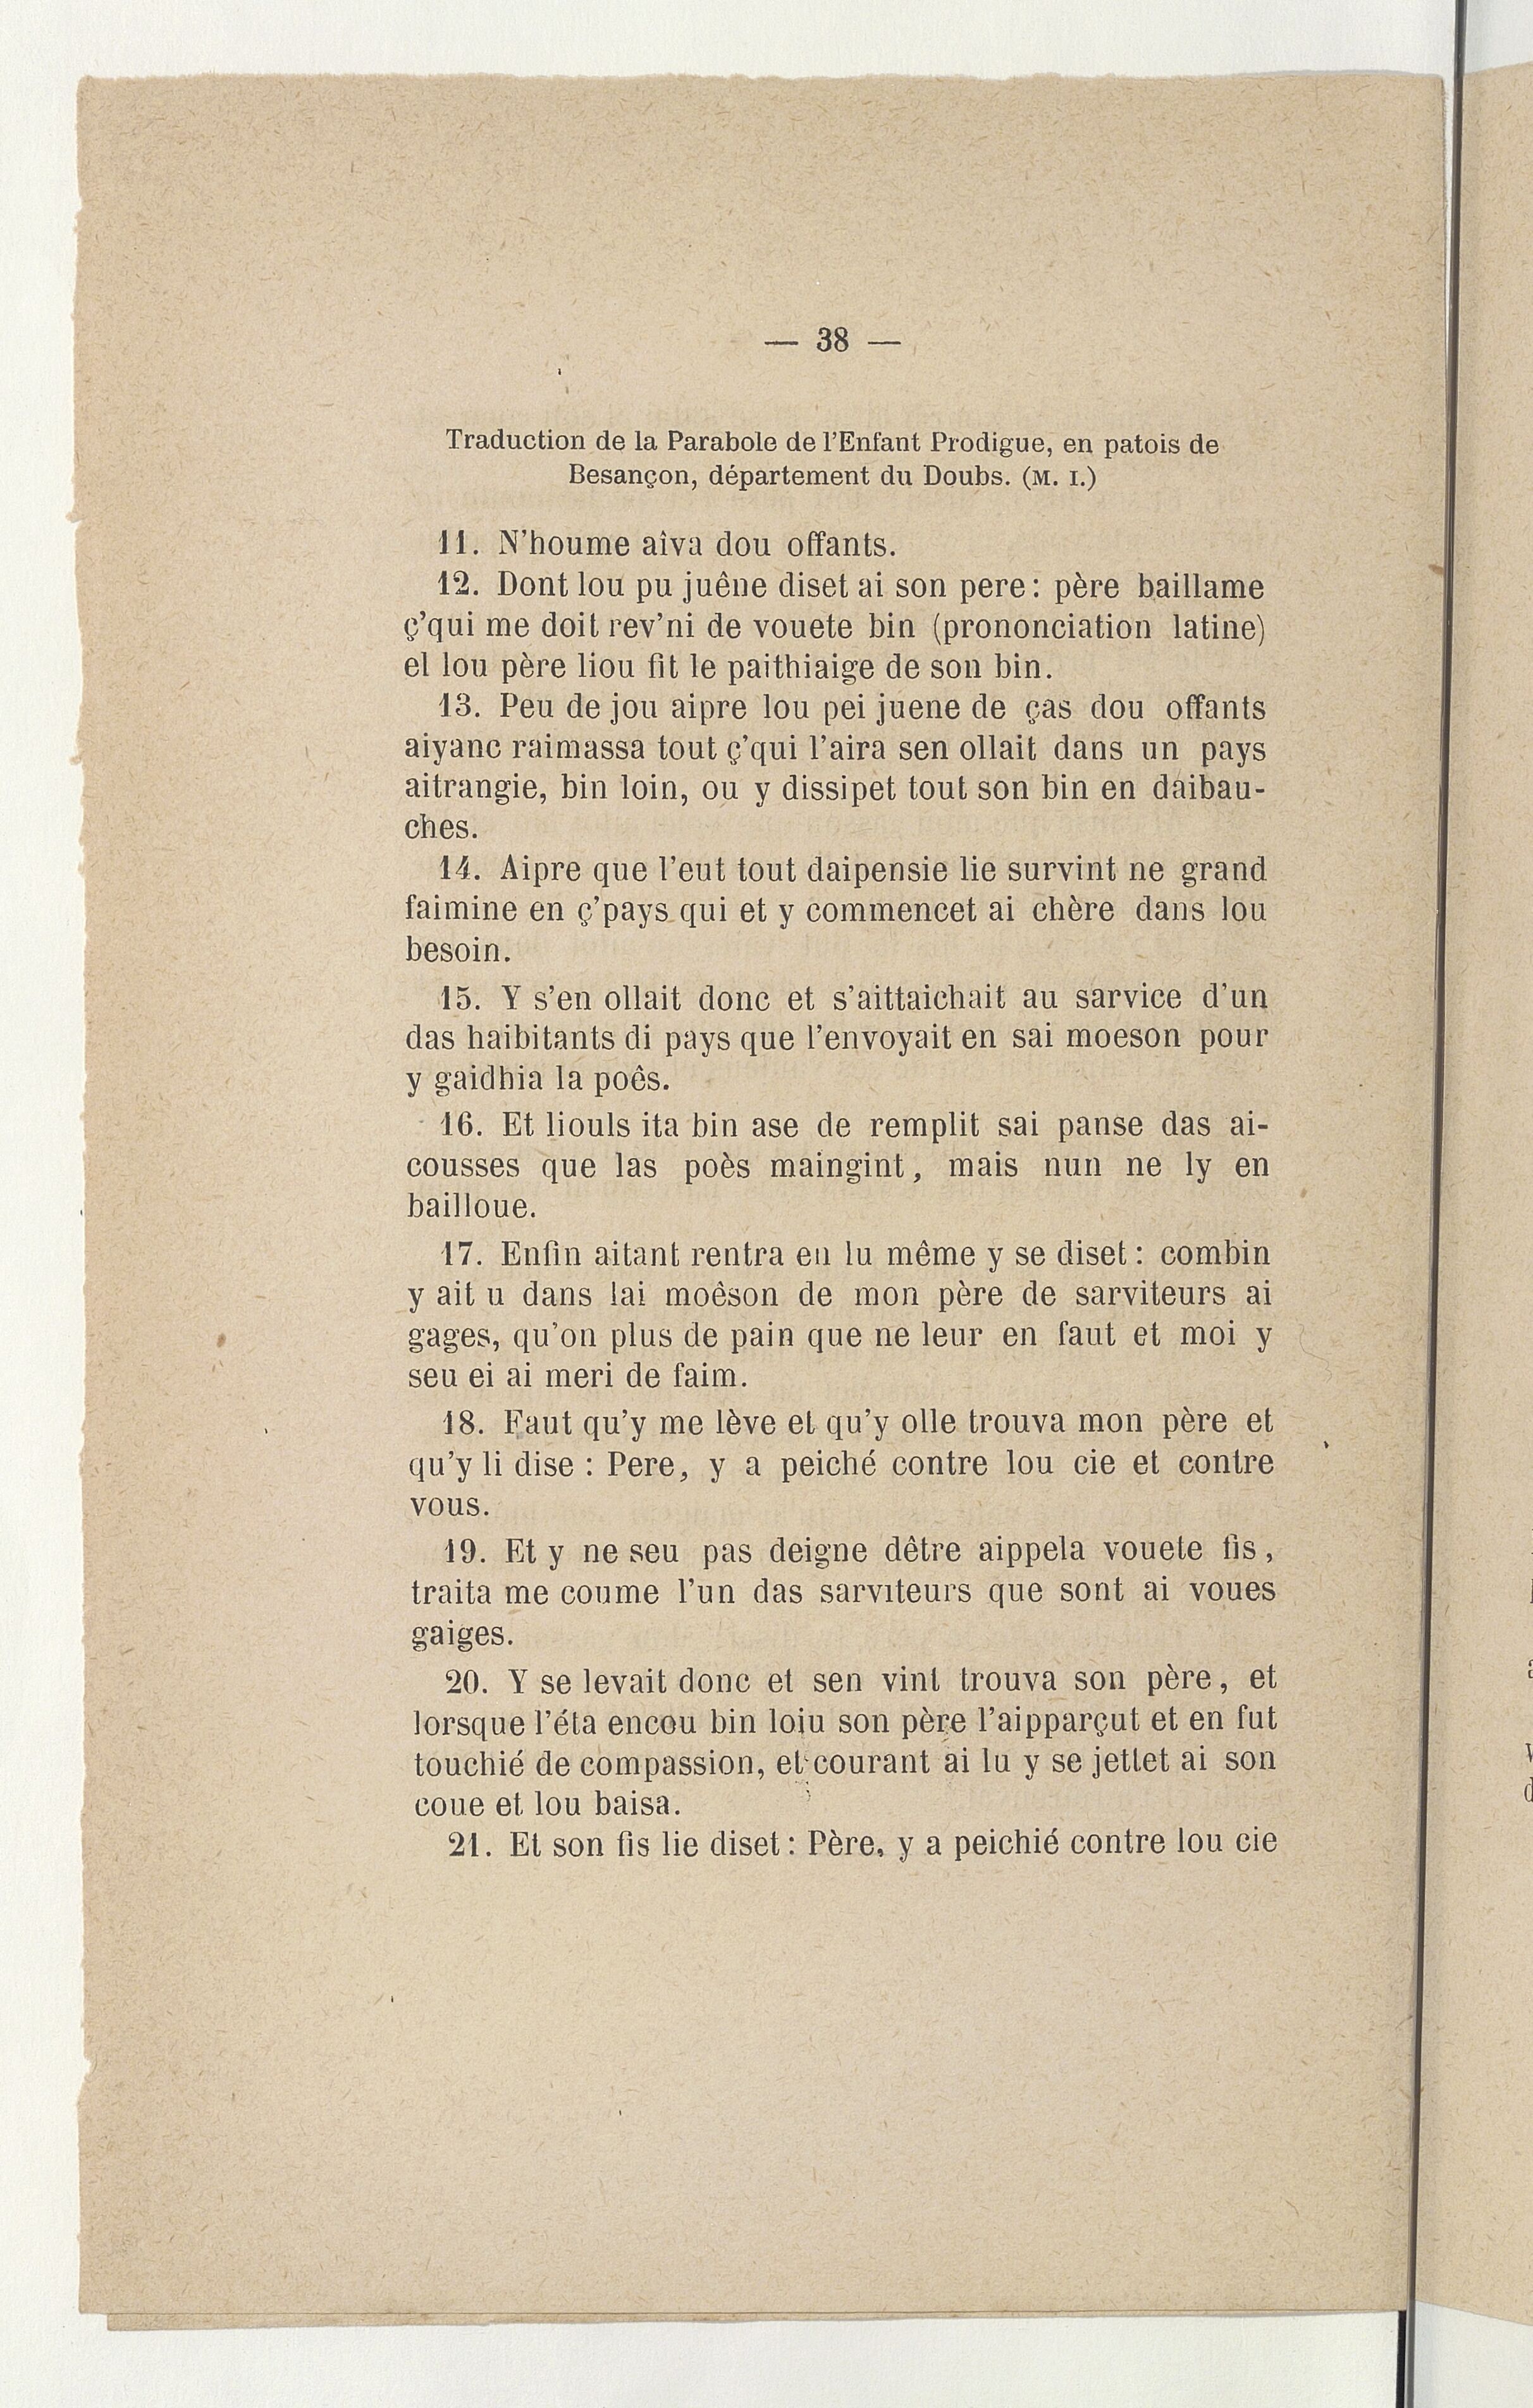 — 38 —
Traduction de la Parabole de l'Enfant Prodigue, en patois de
Besançon, département du Doubs. (M. I.)
11. N'houme aîva dou offants.
12. Dont lou pu juêne diset ai son pere : père baillame
ç'qui me doit rev'ni de vouete bin (prononciation latine)
el lou père liou fit le paithiaige de son bin.
13. Peu de jou aipre lou pei juene de ças dou offants
aiyanc raimassa tout ç'qui l'aira sen ollait dans un pays
aitrangie, bin loin, ou y dissipet tout son bin en daibau-
ches.
14. Aipre que l'eut tout daipensie lie survint ne grand
faimine en ç'pays qui et y commencet ai chère dans lou
besoin.
15. Y s'en ollait donc et s'aittaichait au sarvice d'un
das haibitants di pays que l'envoyait en sai moeson pour
y gaidhia la poês.
16. Et liouls ita bin ase de remplit sai panse das ai-
cousses que las poès maingint, mais nun ne ly en
bailloue.
17. Enfin aitant rentra en lu même y se diset : combin
y ait u dans lai moêson de mon père de sarviteurs ai
gages, qu'on plus de pain que ne leur en faut et moi y
seu ei ai meri de faim.
18. Faut qu'y me lève et qu'y olle trouva mon père et
qu'y li dise : Pere, y a peiché contre lou cie et contre
vous.
19. Et y ne seu pas deigne dêtre aippela vouete fis,
traita me coume l'un das sarviteurs que sont ai voues
gaiges.
20. Y se levait donc et sen vint trouva son père, et
lorsque l'éta encou bin loiu son père l'aipparçut et en fut
touchié de compassion, et courant ai lu y se jettet ai son
coue et lou baisa.
21. Et son fis lie diset : Père, y a peichié contre lou cie